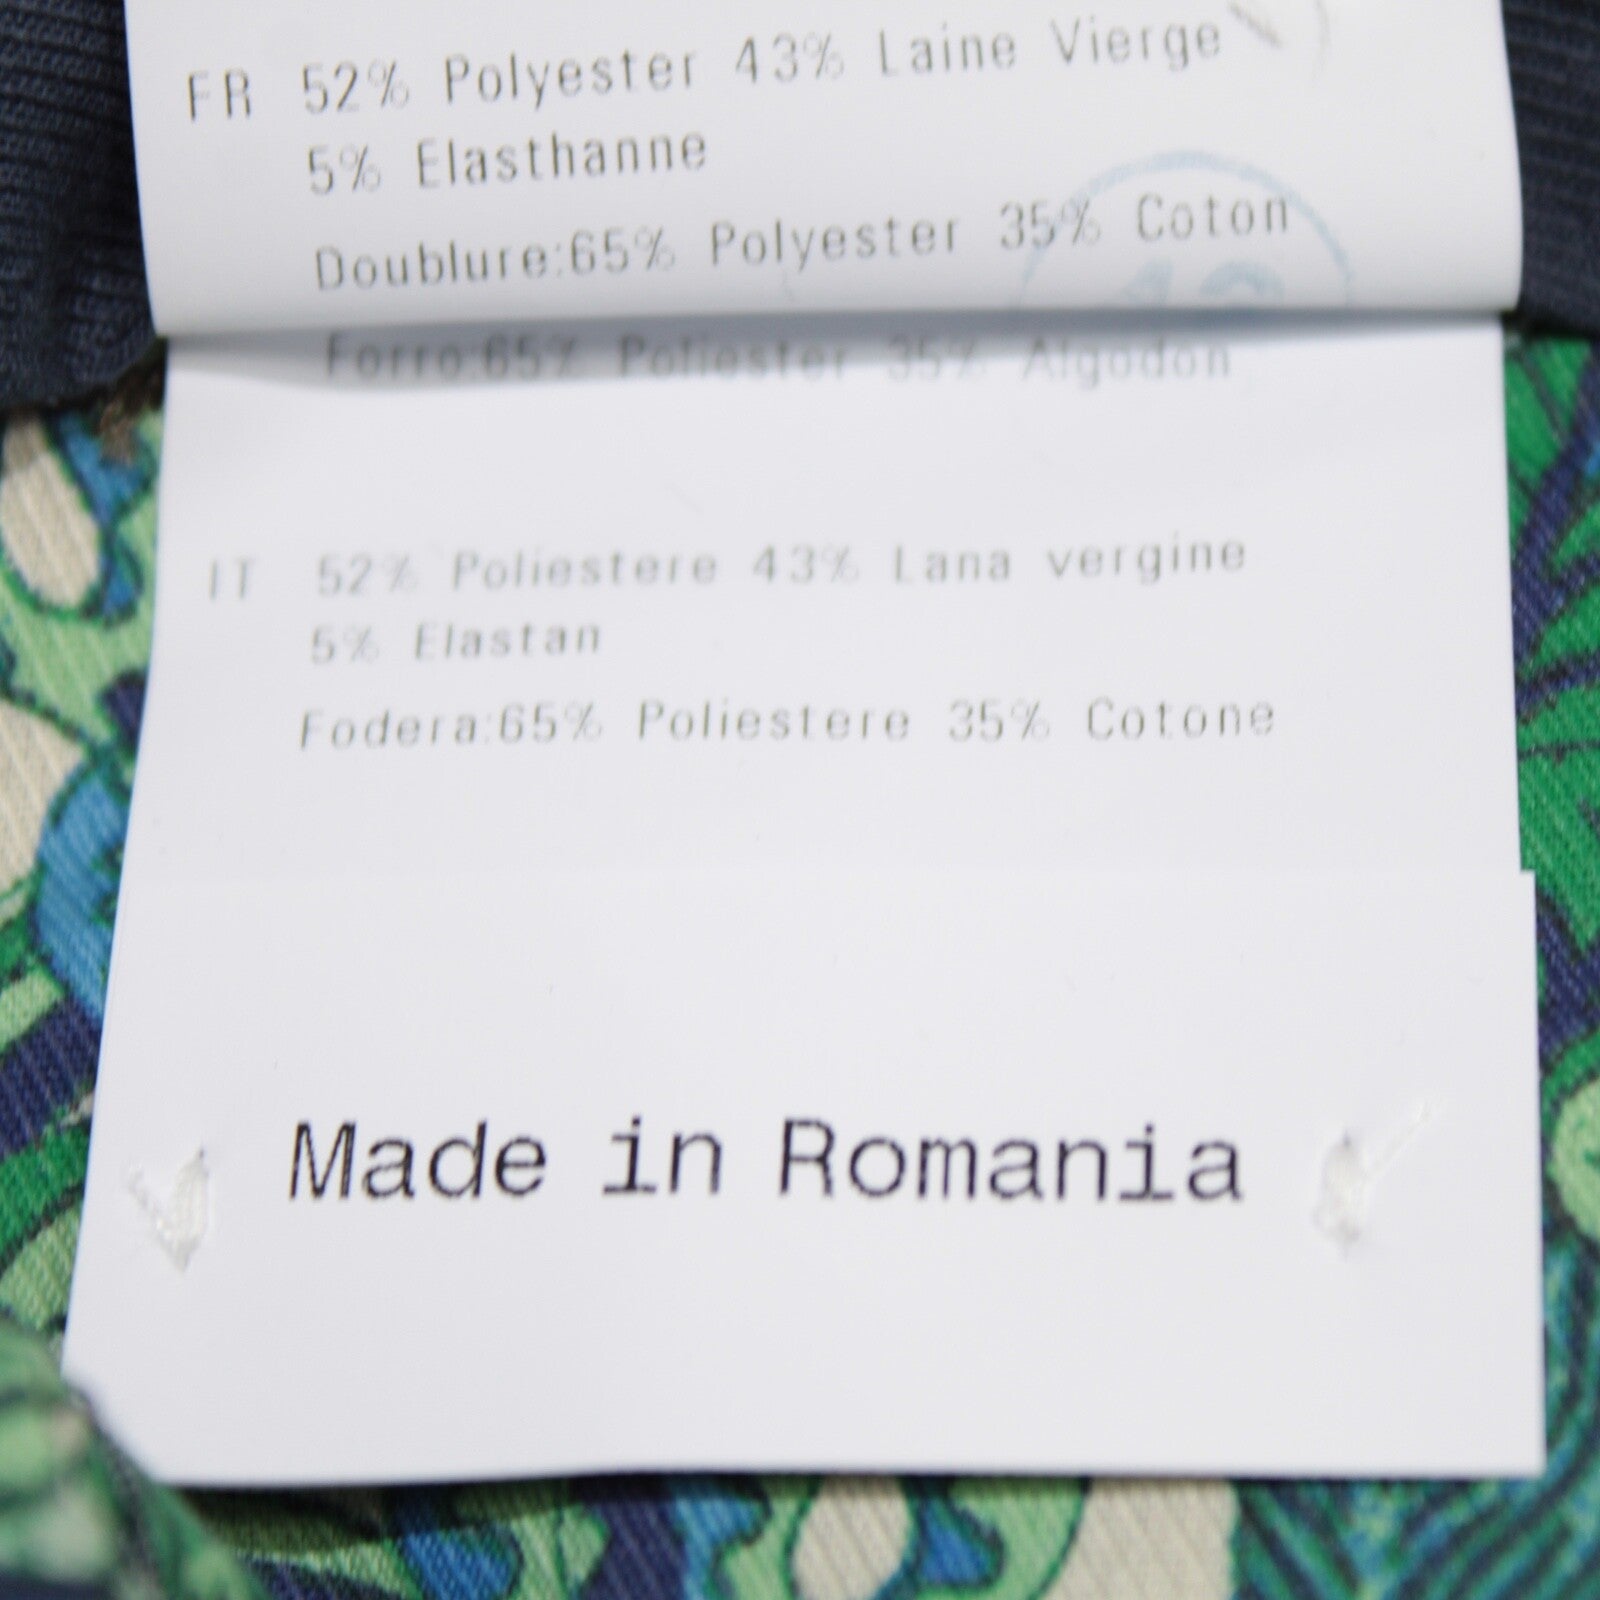 FR 52% Polyester 43% Laine Vierge
5% Elasthanne
Doublure:65% Polyester 35% Coton
Forro:65% Poliester 35% Algodon
IT 52% Poliestere 43% Lana vergine
5% Elastan
Fodera:65% Poliestere 35% Cotone
Made in Romania